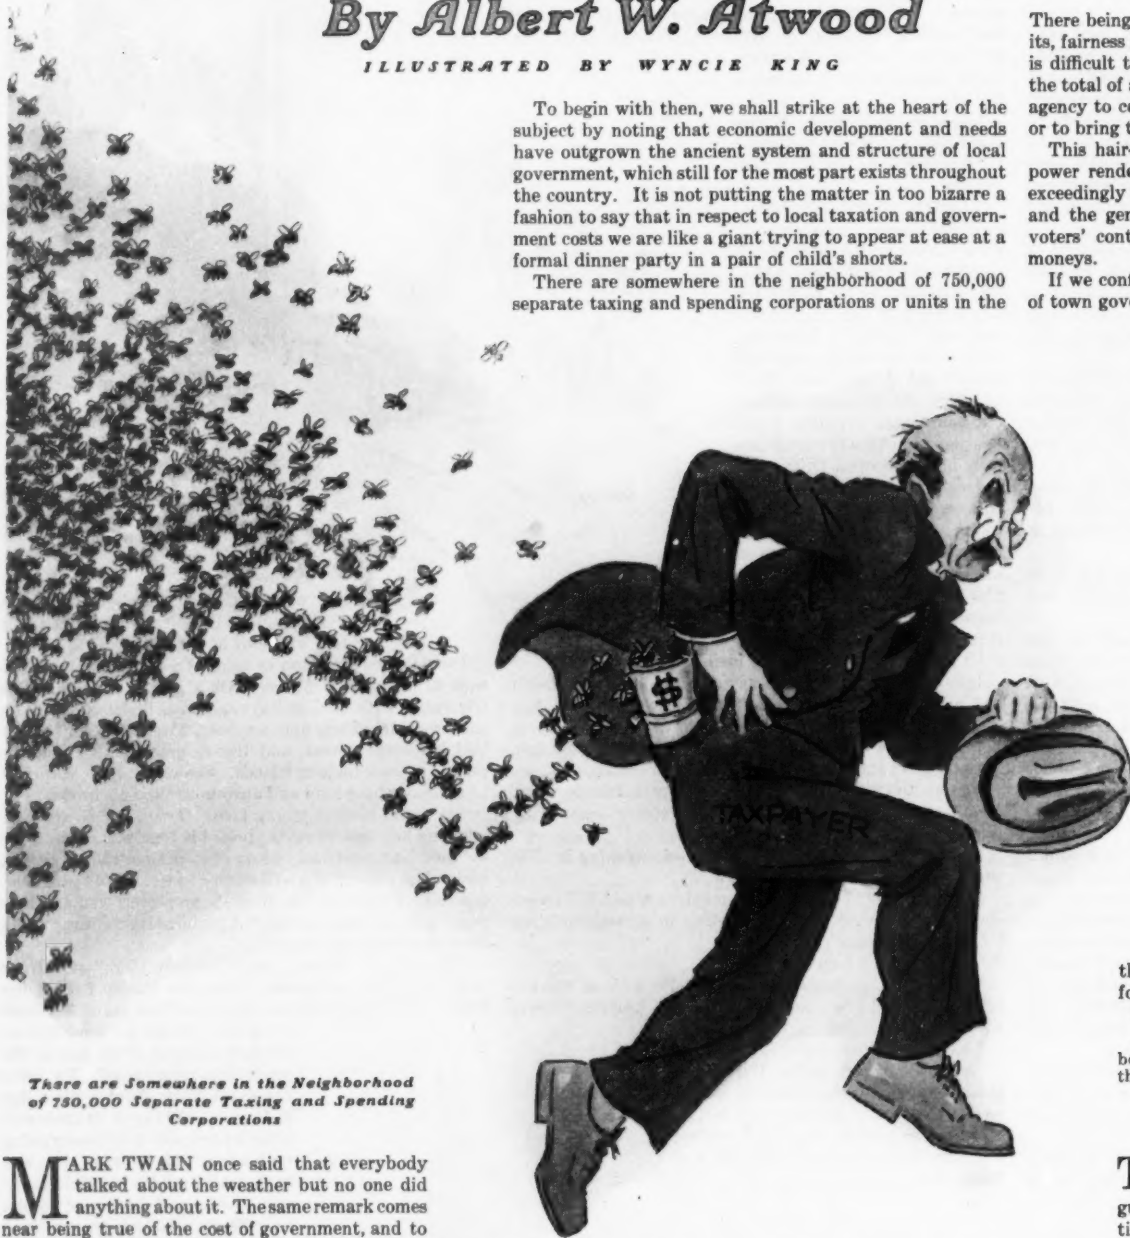 By Albert W. Atwood
ILLUSTRATED BY WYNCIE KING
There are Somewhere in the Neighborhood
of 750,000 Separate Taxing and Spending
Corporations
MARK TWAIN once said that everybody
talked about the weather but no one did
anything about it. The same remark comes
near being true of the cost of government, and to
To begin with then, we shall strike at the heart of the
subject by noting that economic development and needs
have outgrown the ancient system and structure of local
government, which still for the most part exists throughout
the country. It is not putting the matter in too bizarre a
fashion to say that in respect to local taxation and govern-
ment costs we are like a giant trying to appear at ease at a
formal dinner party in a pair of child's shorts.
There are somewhere in the neighborhood of 750,000
separate taxing and spending corporations or units in the
$
TAXPAYER
There being
its, fairness
is difficult t
the total of
agency to c
or to bring t
This hair-
power rende
exceedingly
and the ger
voters' cont
moneys.
If we conf
of town gov
th
fo
b
th
T
g
ti